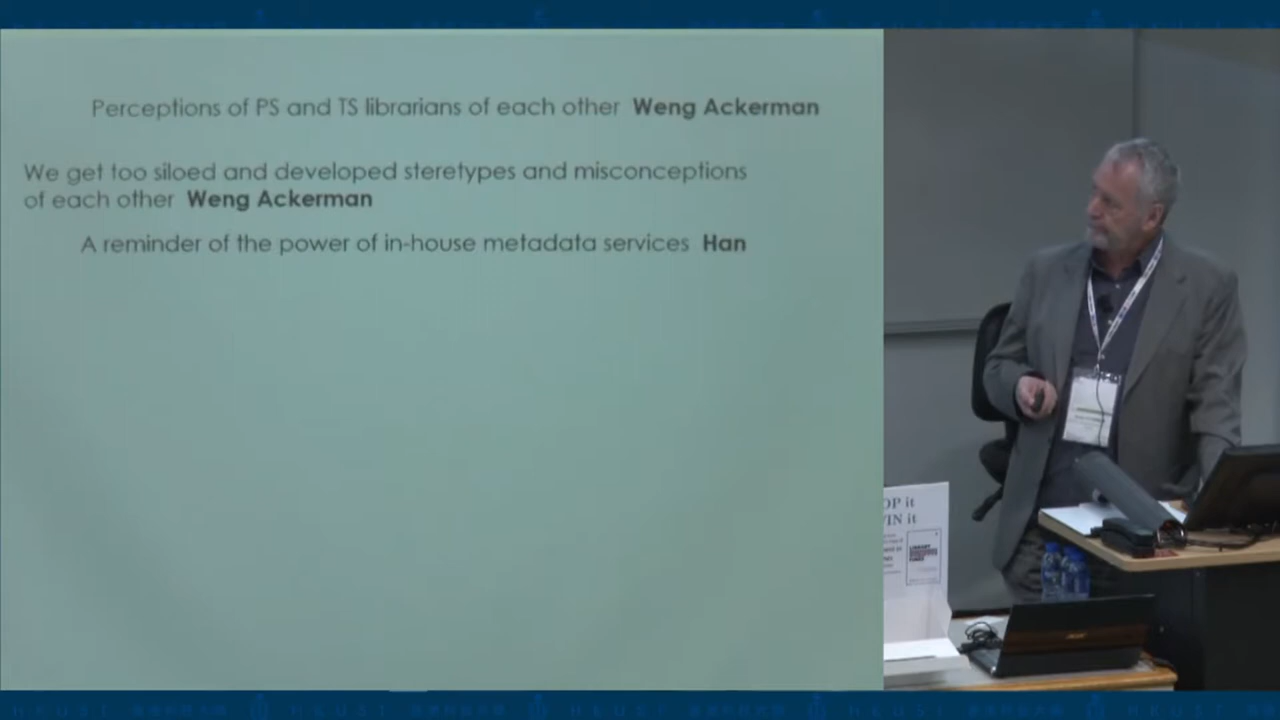 Perceptions of PS and TS librarians of each other Weng Ackerman
We get too siloed and developed steretypes and misconceptions
of each other Weng Ackerman
A reminder of the power of in-house metadata services Han
OP it
IN it
LIBRARY